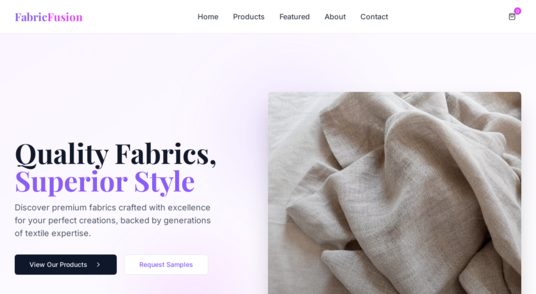 FabricFusion
Home Products Featured About Contact
Quality Fabrics,
Superior Style
Discover premium fabrics crafted with excellence
for your perfect creations, backed by generations
of textile expertise.
View Our Products
Request Samples